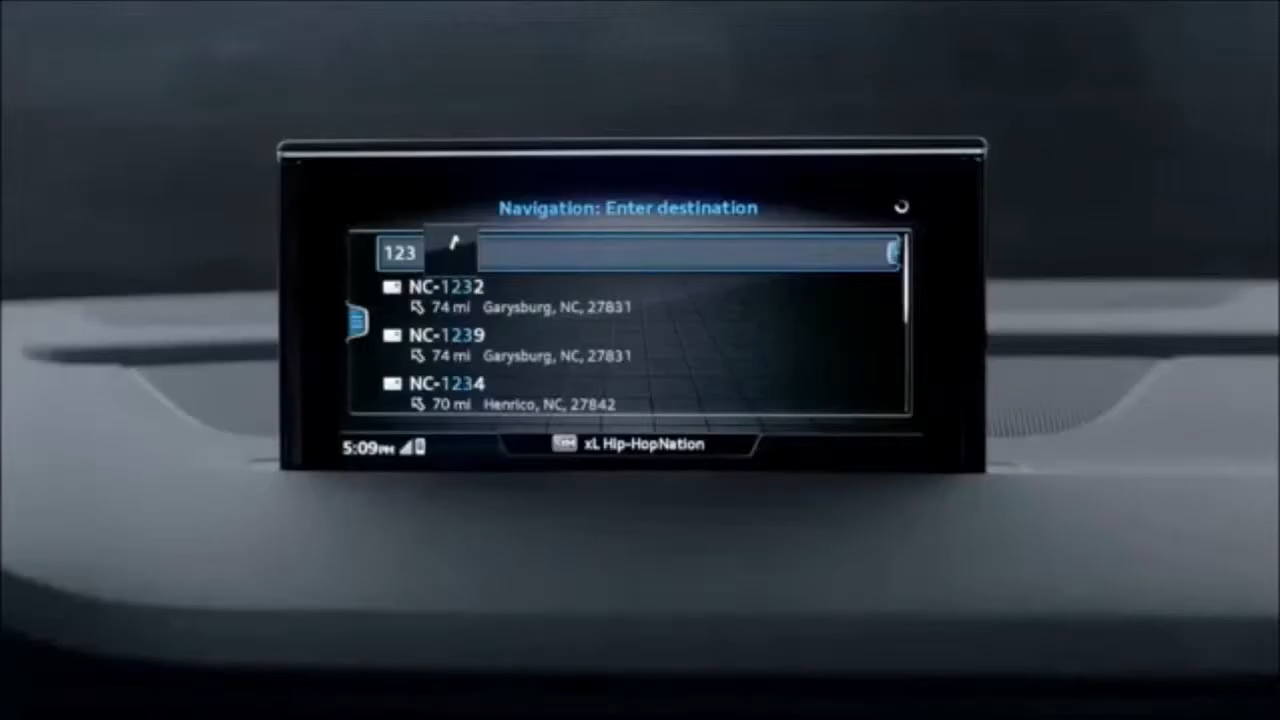 Navigation: Enter destination
123
NC-1232
74 mi Garysburg, NC, 27831
NC-1239
74 mi Garysburg, NC, 27831
NC-1234
70 mi Henrico, NC, 27842
5:09PM
xL Hip-HopNation